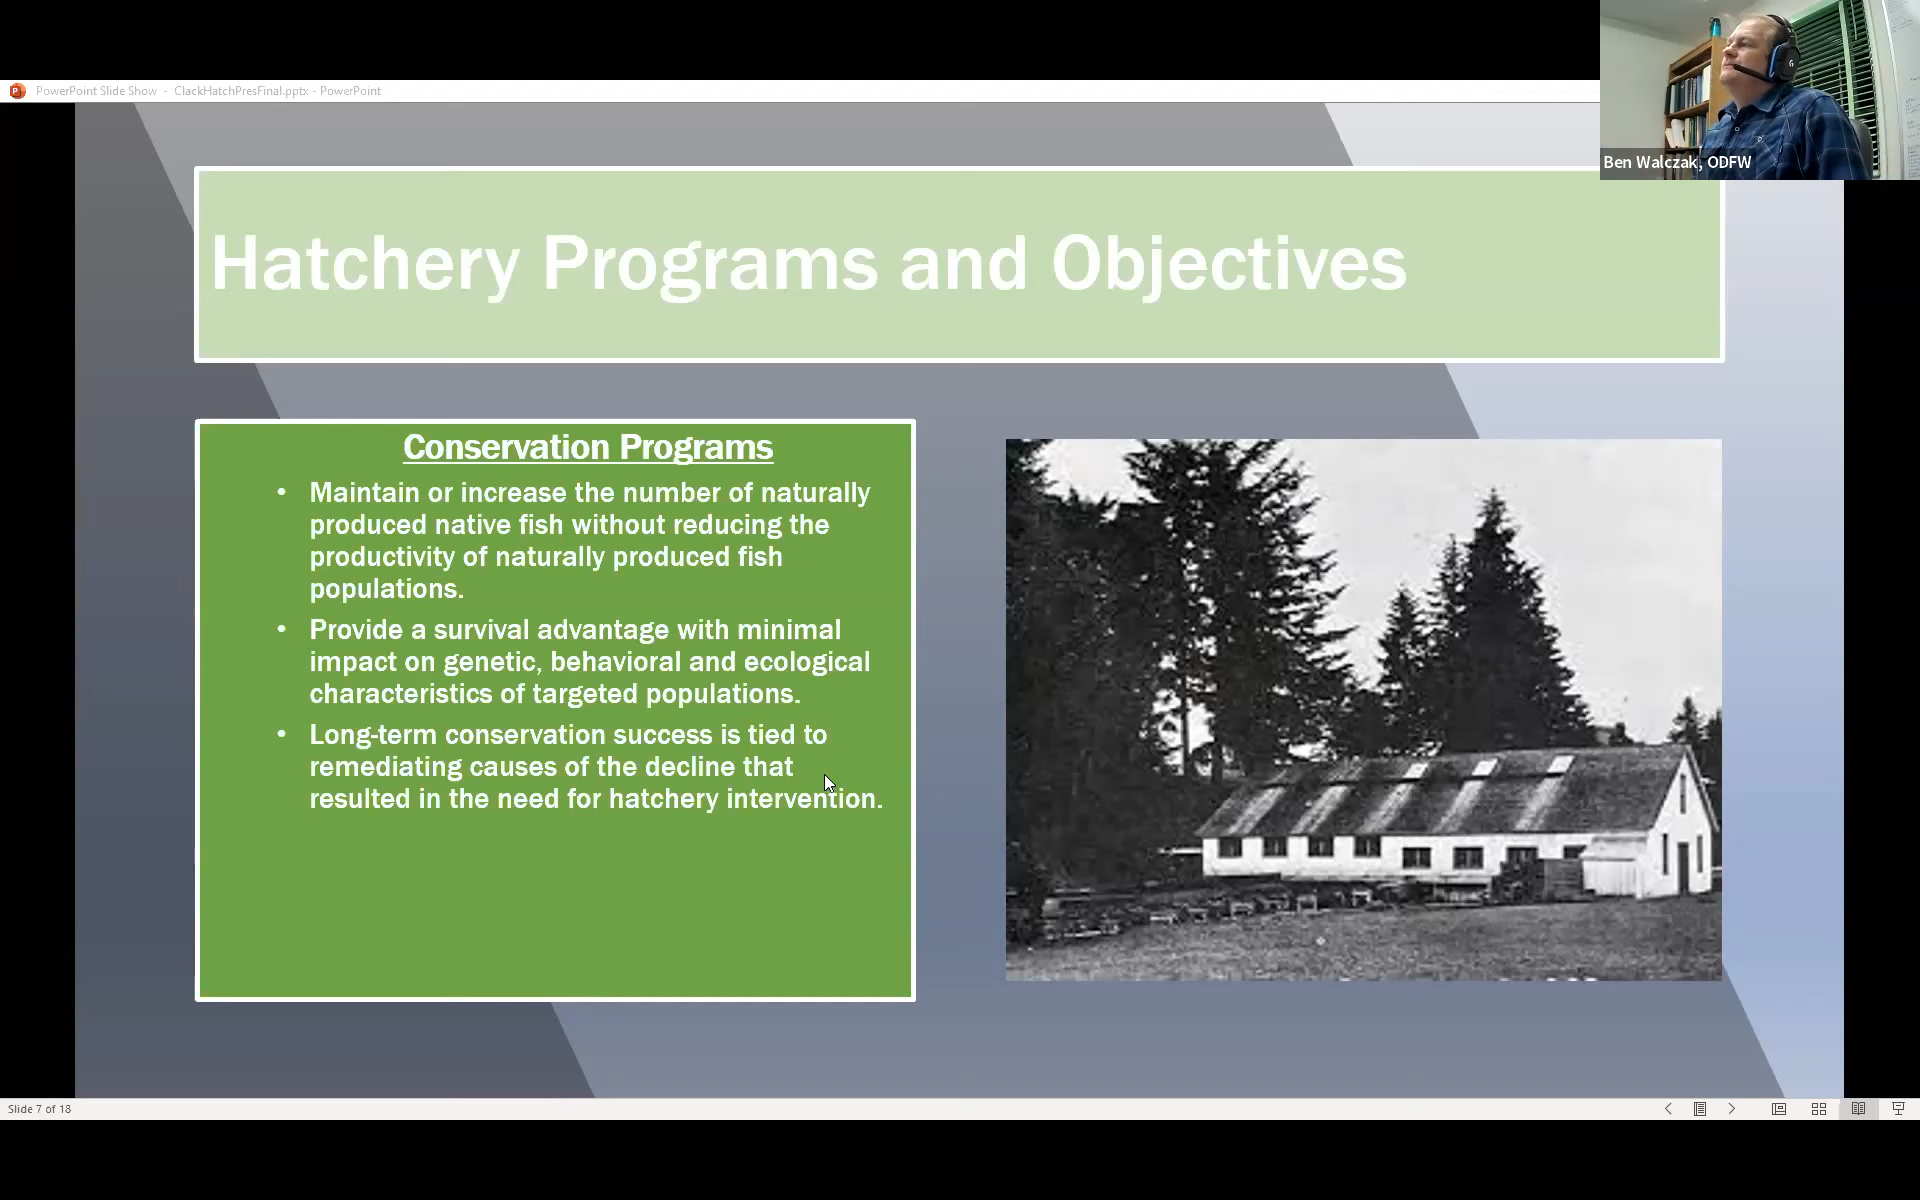 PowerPoint Slide Show - ClackHatchPresFinal.pptx - PowerPoint
Ben Walczak, ODFW
Hatchery Programs and Objectives
Conservation Programs
• Maintain or increase the number of naturally
produced native fish without reducing the
productivity of naturally produced fish
populations.
• Provide a survival advantage with minimal
impact on genetic, behavioral and ecological
characteristics of targeted populations.
• Long-term conservation success is tied to
remediating causes of the decline that
resulted in the need for hatchery intervention.
Slide 7 of 18